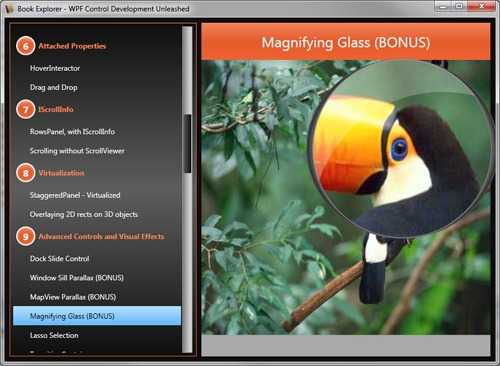 Book Explorer - WPF Control Development Unleashed
6 Attached Properties
HoverInteractor
Drag and Drop
7 IScrollInfo
RowsPanel, with IScrollInfo
Scrolling without ScrollViewer
8 Virtualization
StaggeredPanel - Virtualized
Overlaying 2D rects on 3D objects
9 Advanced Controls and Visual Effects
Dock Slide Control
Window Sill Parallax (BONUS)
MapView Parallax (BONUS)
Magnifying Glass (BONUS)
Lasso Selection
Magnifying Glass (BONUS)